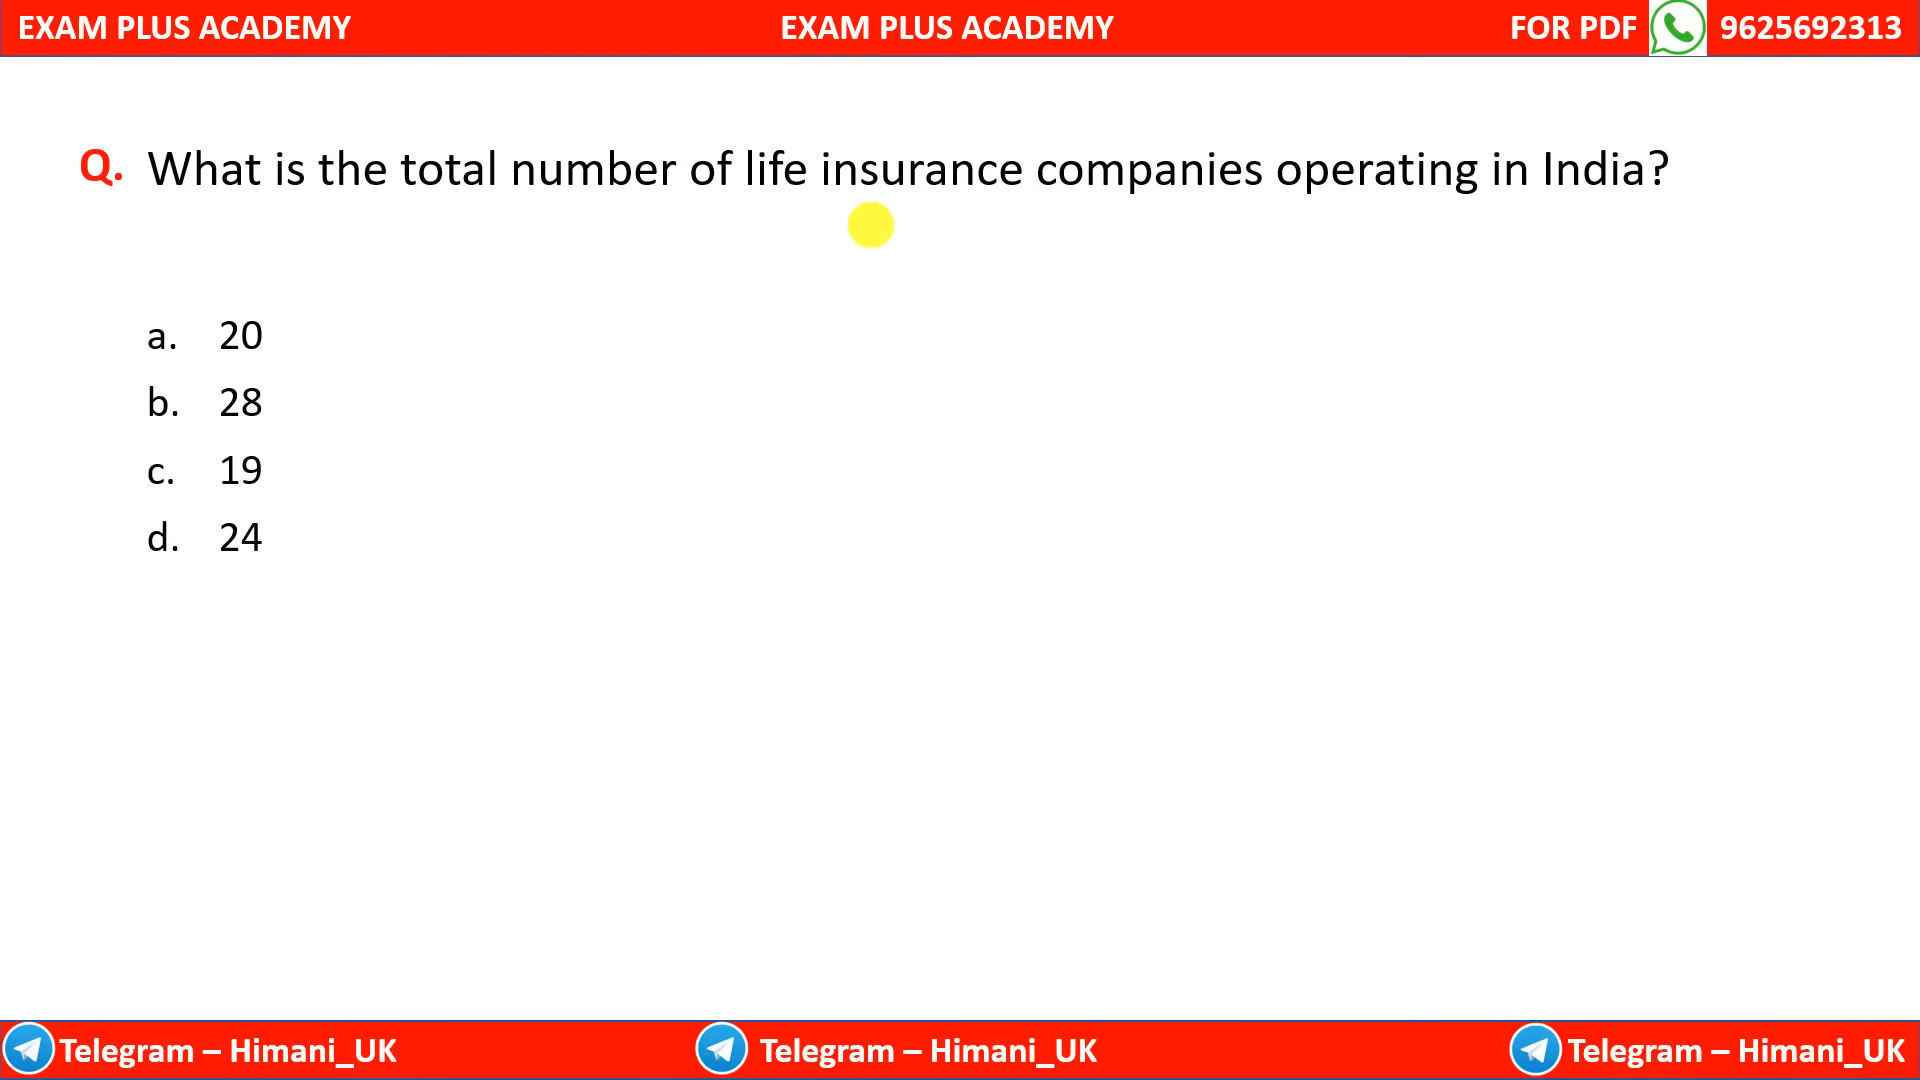 EXAM PLUS ACADEMY EXAM PLUS ACADEMY FOR PDF 9625692313
Q. What is the total number of life insurance companies operating in India?
a. 20
b. 28
c. 19
d. 24
Telegram – Himani_UK Telegram – Himani_UK Telegram – Himani_UK